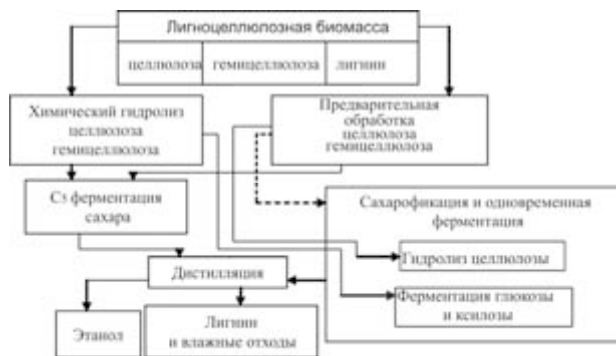 Лигноцеллюлозная биомасса
целлюлоза гемицеллюлоза лигнин
Химический гидролиз
целлюлоза
гемицеллюлоза
Предварительная
обработка
целлюлоза
гемицеллюлоза
C5 ферментация
сахара
Сахарофикация и одновременная
ферментация
Гидролиз целлюлозы
Дистилляция
Ферментация глюкозы
и ксилозы
Этанол
Лигнин
и влажные отходы